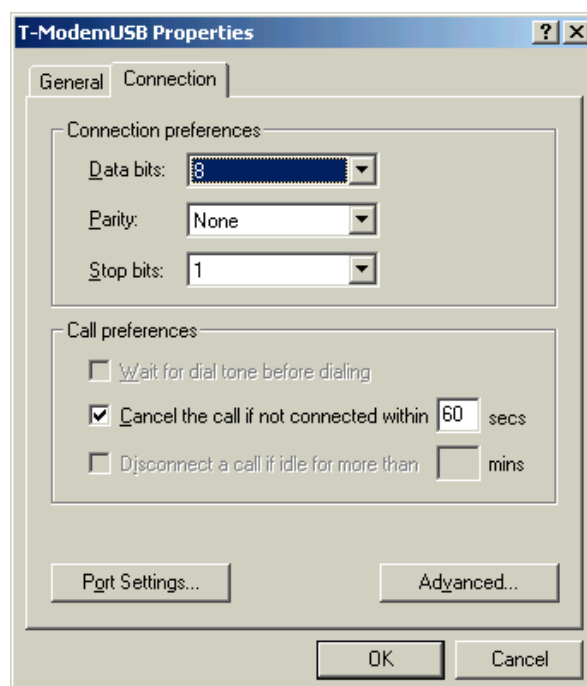 T-ModemUSB Properties
General Connection
Connection preferences
Data bits: 8
Parity: None
Stop bits: 1
Call preferences
Wait for dial tone before dialing
Cancel the call if not connected within 60 secs
Disconnect a call if idle for more than mins
Port Settings... Advanced...
OK Cancel